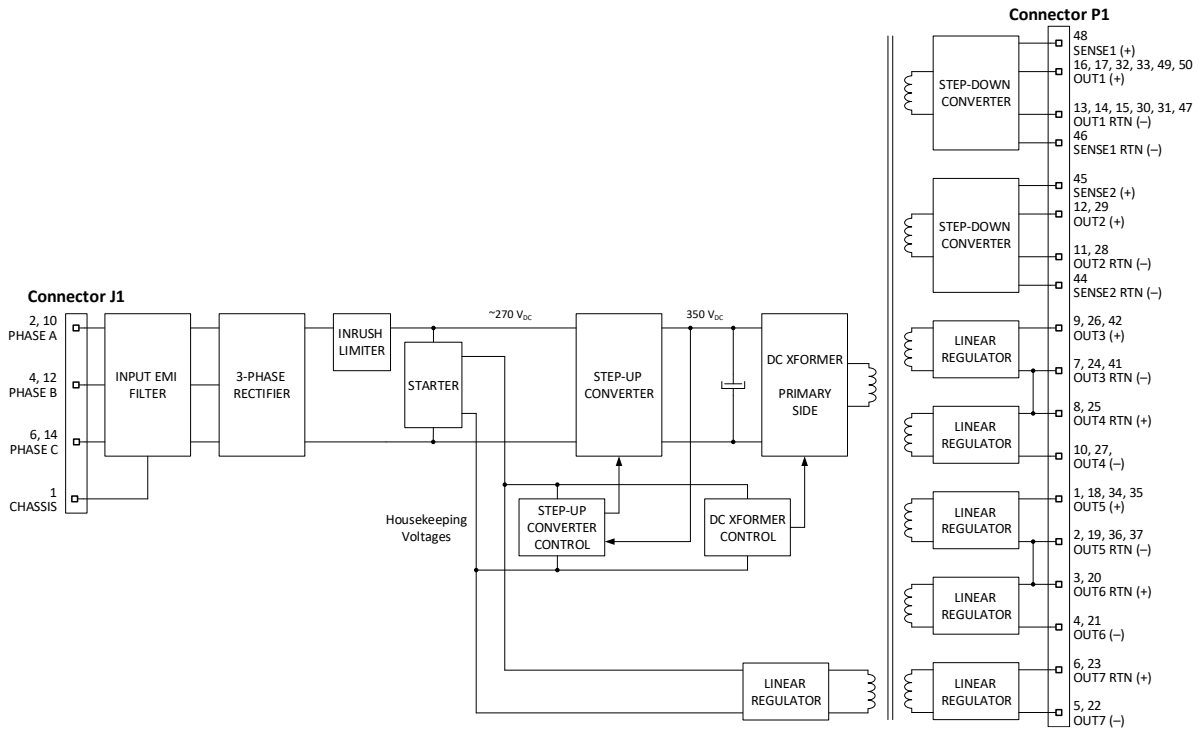 Connector P1
48
SENSE1 (+)
16, 17, 32, 33, 49, 50
OUT1 (+)
13, 14, 15, 30, 31, 47
OUT1 RTN (–)
46
SENSE1 RTN (–)
STEP-DOWN
CONVERTER
45
SENSE2 (+)
12, 29
OUT2 (+)
11, 28
OUT2 RTN (–)
44
SENSE2 RTN (–)
STEP-DOWN
CONVERTER
Connector J1
2, 10
PHASE A
4, 12
PHASE B
6, 14
PHASE C
1
CHASSIS
INPUT EMI
FILTER
3-PHASE
RECTIFIER
INRUSH
LIMITER
STARTER
~270 VDC
STEP-UP
CONVERTER
350 VDC
DC XFORMER
PRIMARY
SIDE
Housekeeping
Voltages
STEP-UP
CONVERTER
CONTROL
DC XFORMER
CONTROL
LINEAR
REGULATOR
LINEAR
REGULATOR
9, 26, 42
OUT3 (+)
7, 24, 41
OUT3 RTN (–)
LINEAR
REGULATOR
8, 25
OUT4 RTN (+)
10, 27,
OUT4 (–)
LINEAR
REGULATOR
1, 18, 34, 35
OUT5 (+)
2, 19, 36, 37
OUT5 RTN (–)
LINEAR
REGULATOR
3, 20
OUT6 RTN (+)
4, 21
OUT6 (–)
LINEAR
REGULATOR
6, 23
OUT7 RTN (+)
5, 22
OUT7 (–)